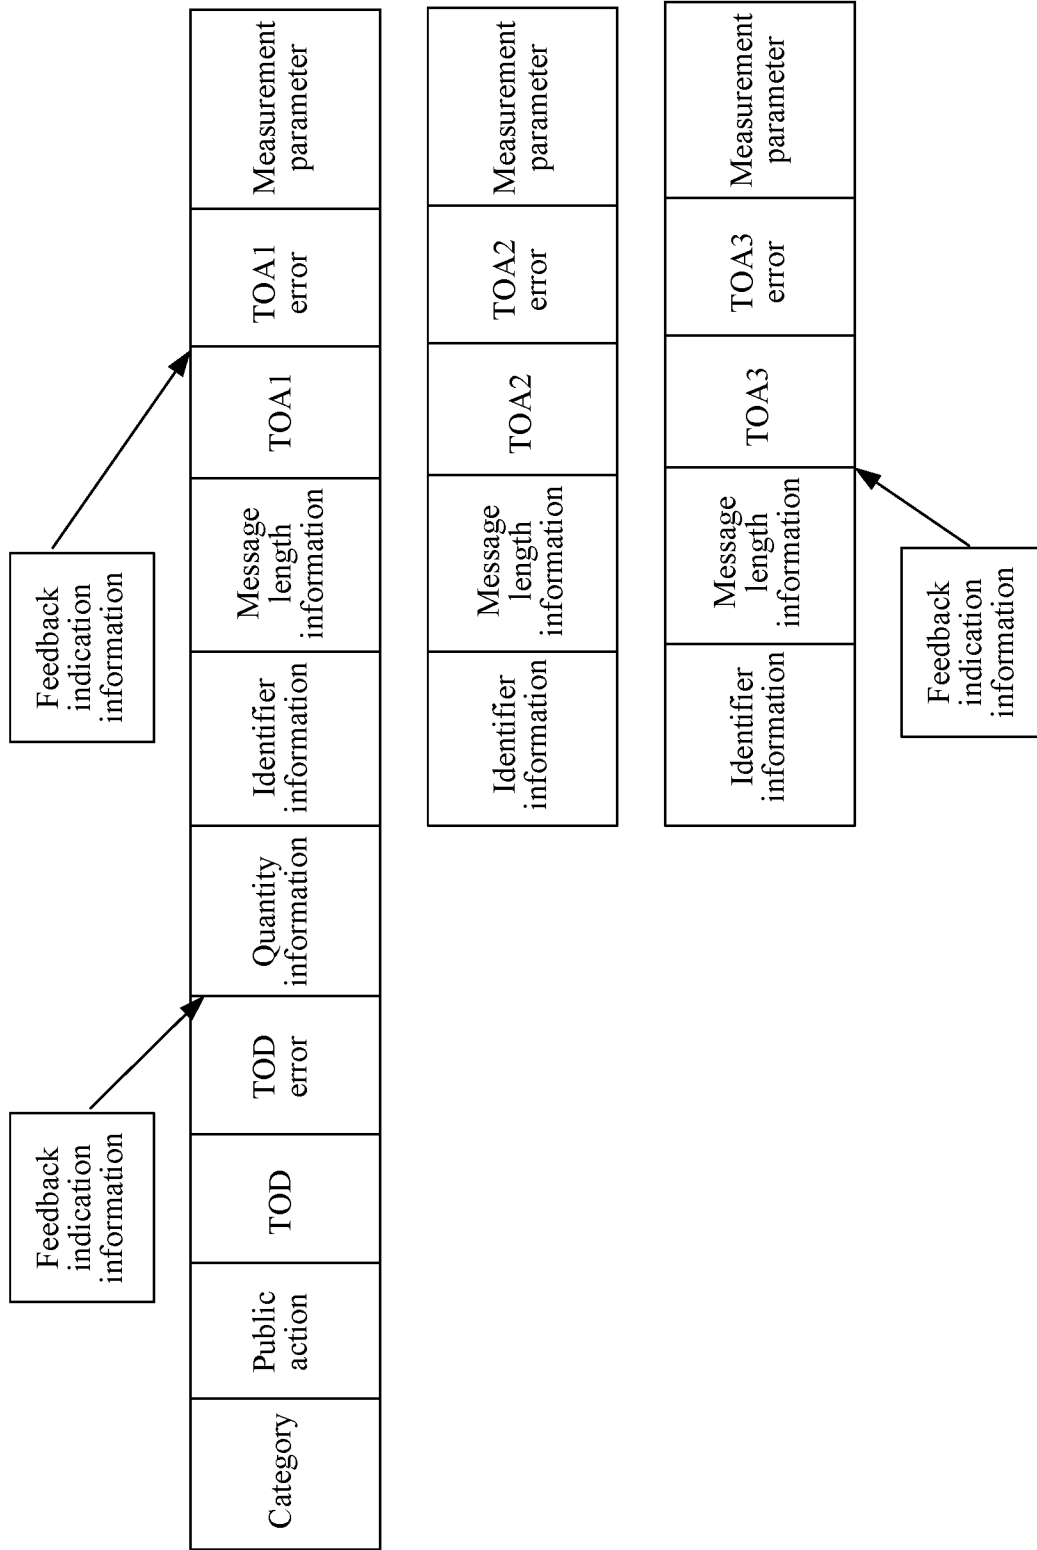 Feedback
indication
information
Feedback
indication
information
Category
Public
action
TOD
TOD
error
Quantity
information
Identifier
information
Message
length
information
TOA1
TOA1
error
Measurement
parameter
Identifier
information
Message
length
information
TOA2
TOA2
error
Measurement
parameter
Identifier
information
Message
length
information
TOA3
TOA3
error
Measurement
parameter
Feedback
indication
information